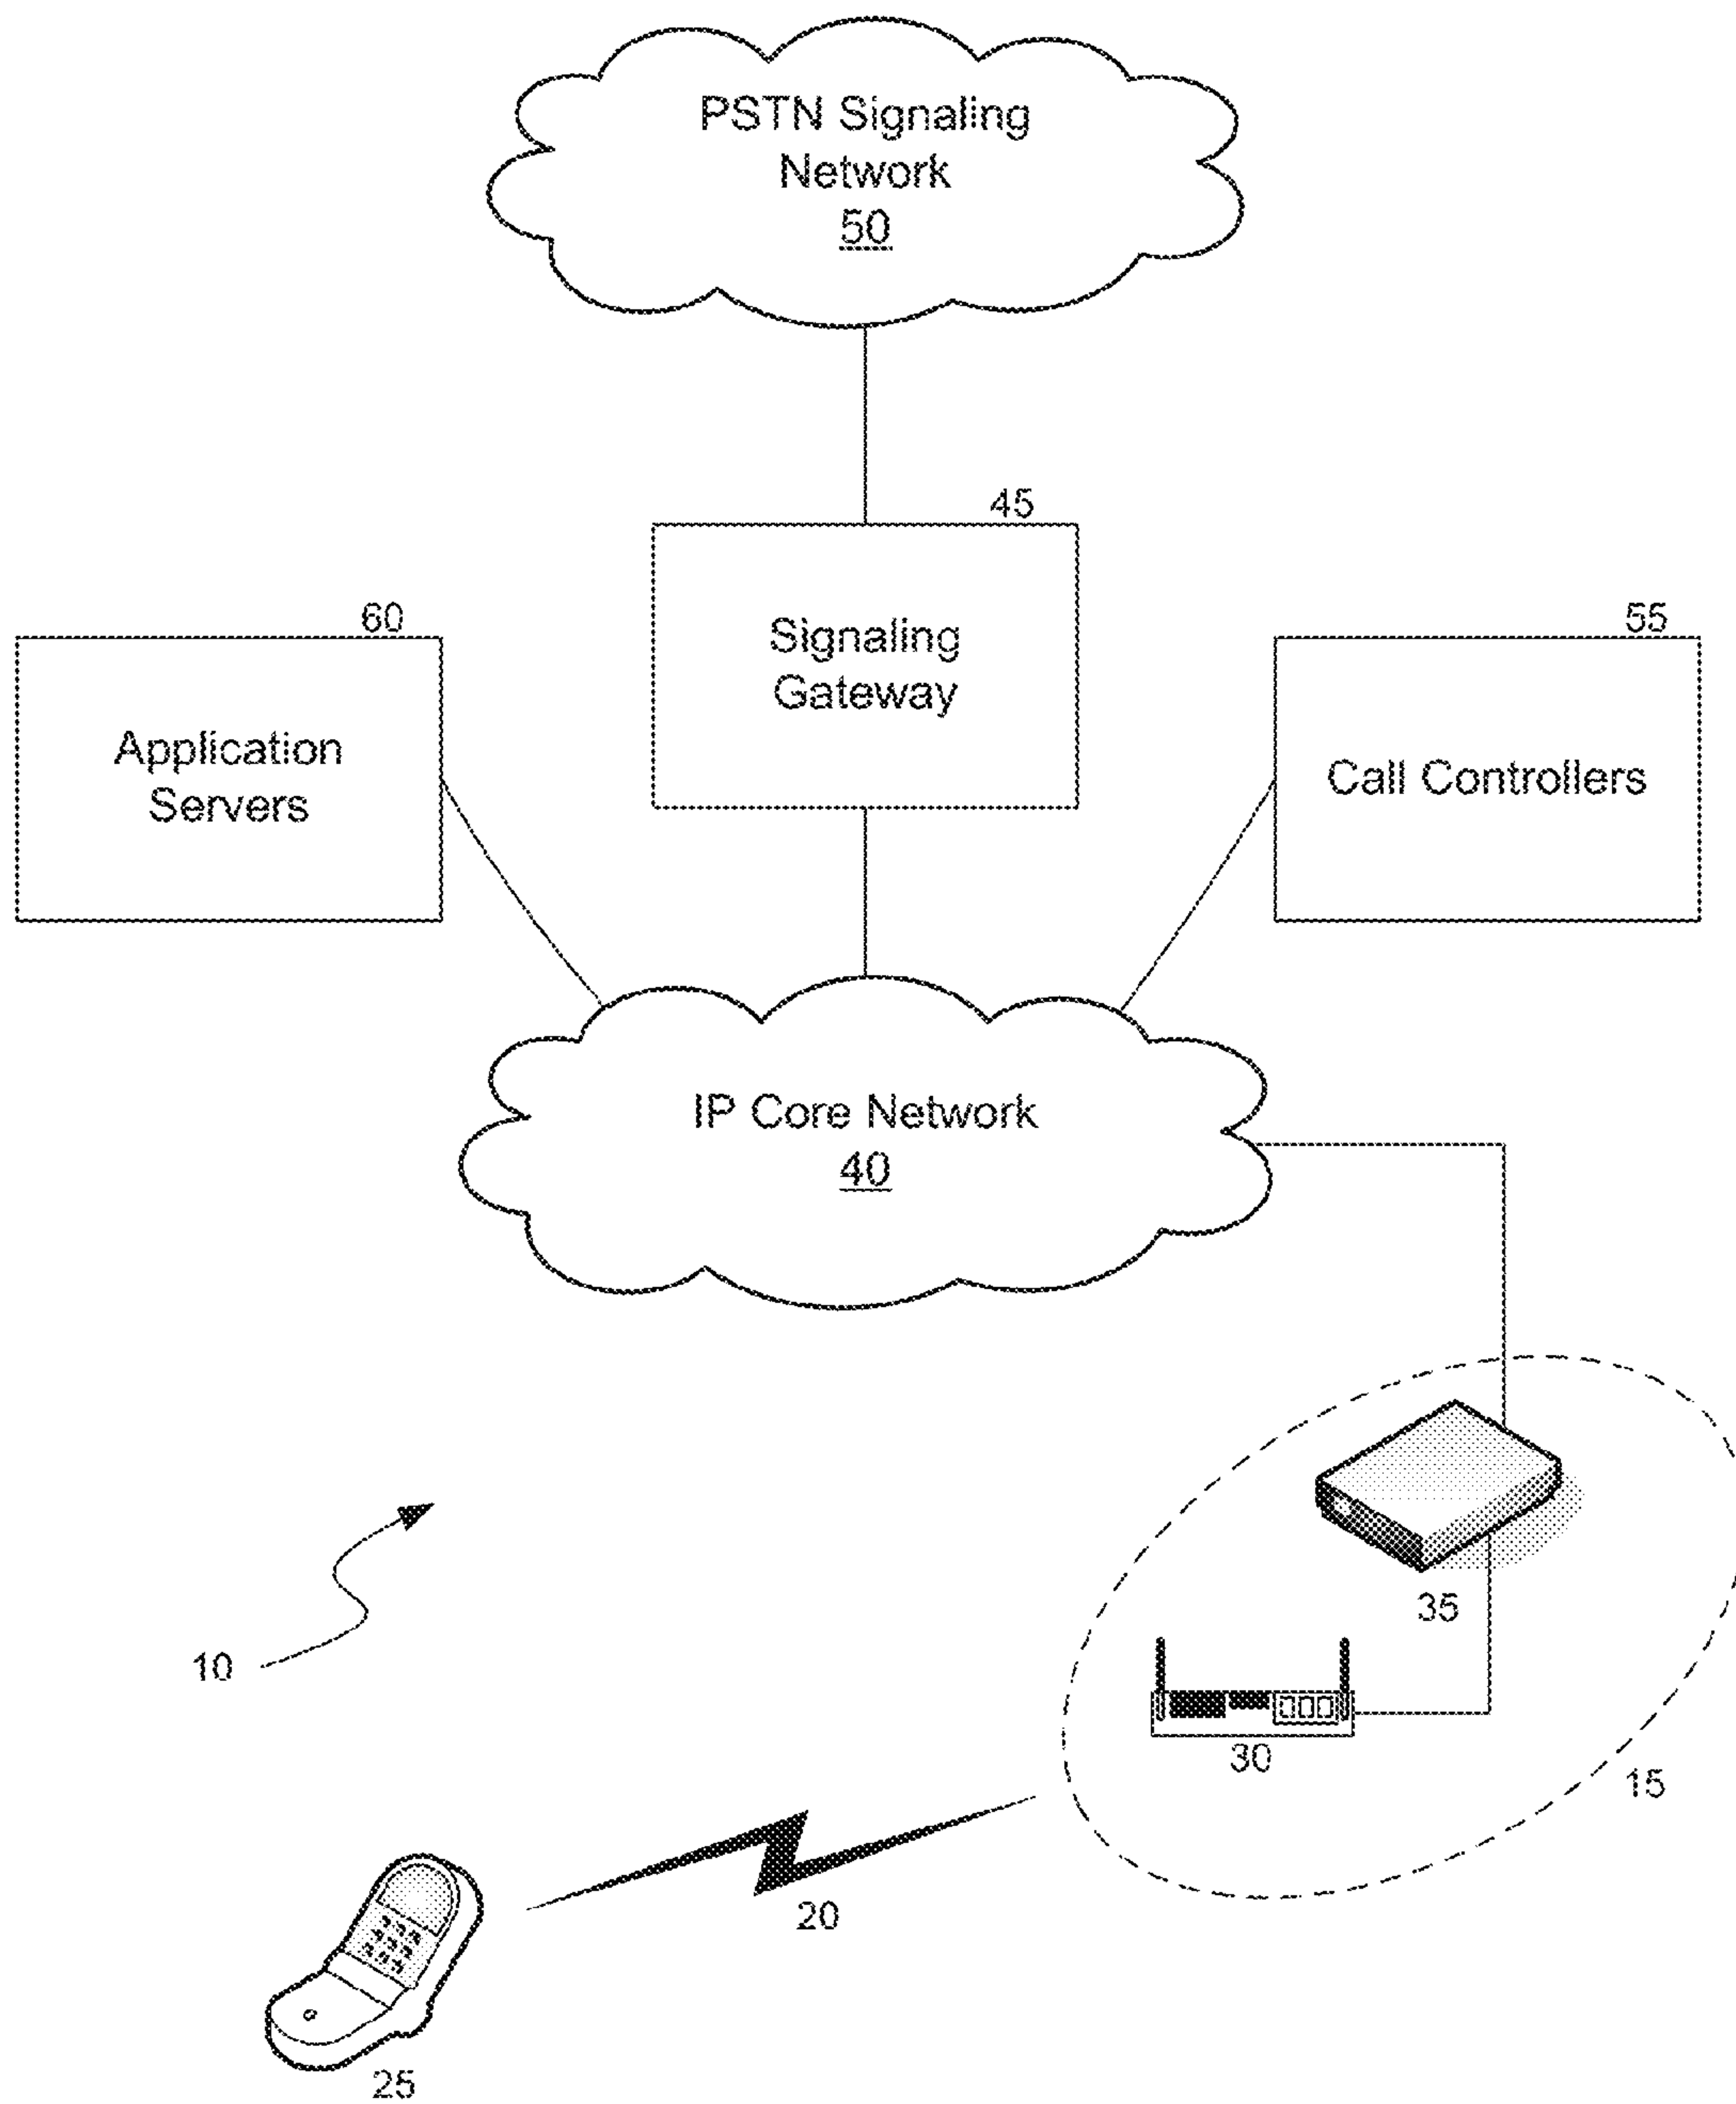 PSTN Signaling
Network
50
45
Signaling
Gateway
60
Application
Servers
55
Call Controllers
IP Core Network
40
35
10
30
15
20
25